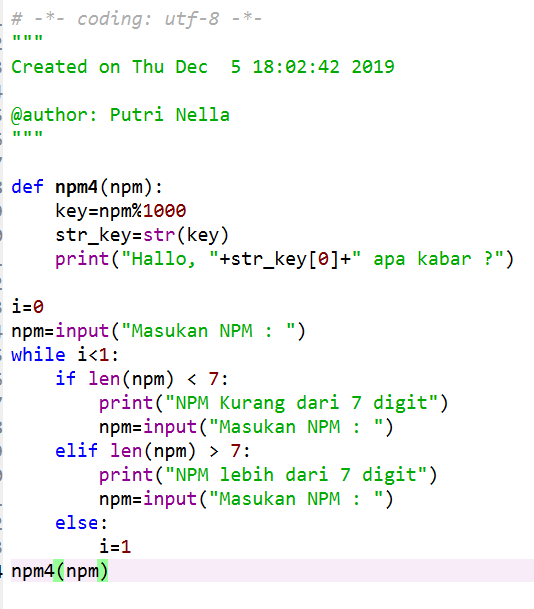 # -*- coding: utf-8 -*-
"""
Created on Thu Dec  5 18:02:42 2019

@author: Putri Nella
"""

def npm4(npm):
    key=npm%1000
    str_key=str(key)
    print("Hallo, "+str_key[0]+" apa kabar ?")

i=0
npm=input("Masukan NPM : ")
while i<1:
    if len(npm) < 7:
        print("NPM Kurang dari 7 digit")
        npm=input("Masukan NPM : ")
    elif len(npm) > 7:
        print("NPM lebih dari 7 digit")
        npm=input("Masukan NPM : ")
    else:
        i=1
npm4(npm)